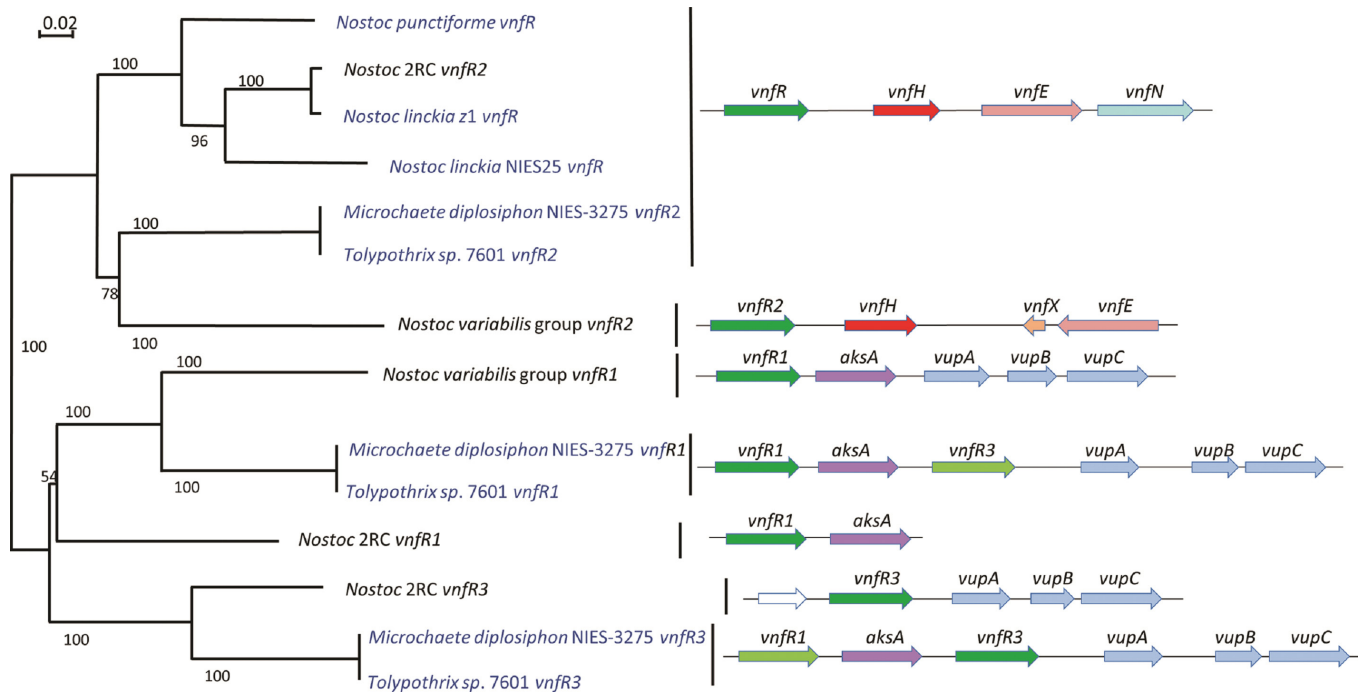 0.02
Nostoc punctiforme vnfR
100
100
Nostoc 2RC vnfR2
Nostoc linckia z1 vnfR
96
Nostoc linckia NIES25 vnfR
vnfR vnfH vnfE vnfN
100
Microchaete diplosiphon NIES-3275 vnfR2
Tolypothrix sp. 7601 vnfR2
78
Nostoc variabilis group vnfR2
vnfR2 vnfH vnfX vnfE
100
100
100
Nostoc variabilis group vnfR1
vnfR1 aksA vupA vupB vupC
100
Microchaete diplosiphon NIES-3275 vnfR1
vnfR1 aksA vnfR3 vupA vupB vupC
54
100
Tolypothrix sp. 7601 vnfR1
Nostoc 2RC vnfR1
vnfR1 aksA
Nostoc 2RC vnfR3
vnfR3 vupA vupB vupC
100
Microchaete diplosiphon NIES-3275 vnfR3
vnfR1 aksA vnfR3 vupA vupB vupC
100
Tolypothrix sp. 7601 vnfR3